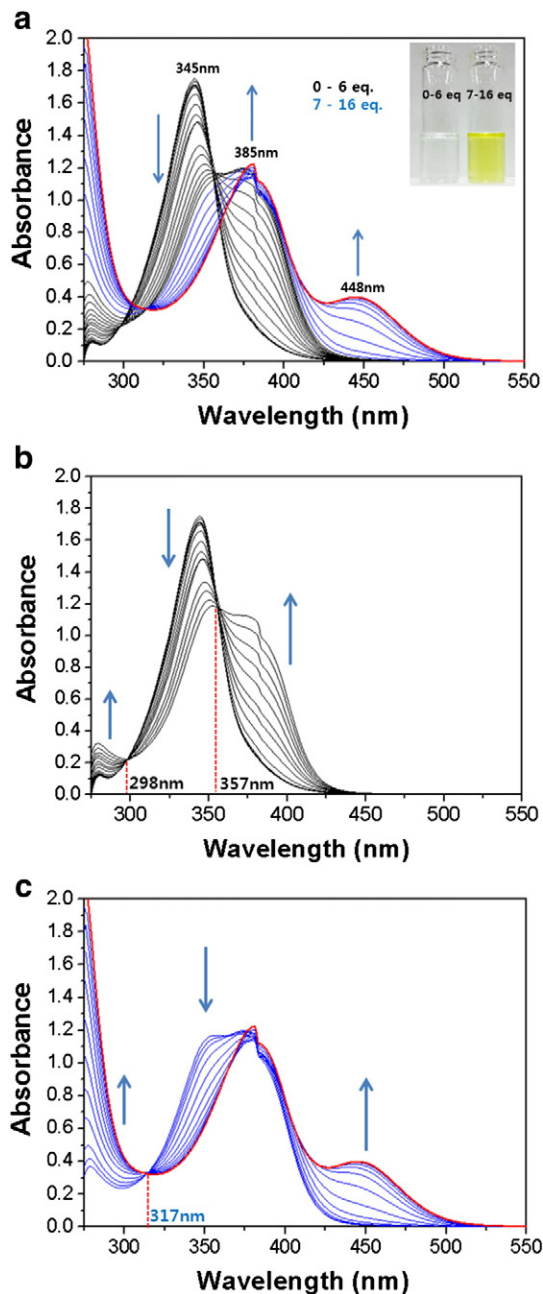 a
2.0
1.8
1.6
1.4
1.2
1.0
0.8
0.6
0.4
0.2
0.0
345nm
0 - 6 eq.
7 - 16 eq.
385nm
448nm
0-6 eq
7-16 eq
300
350
400
450
500
550
Absorbance
Wavelength (nm)
b
2.0
1.8
1.6
1.4
1.2
1.0
0.8
0.6
0.4
0.2
0.0
298nm
357nm
300
350
400
450
500
550
Absorbance
Wavelength (nm)
c
2.0
1.8
1.6
1.4
1.2
1.0
0.8
0.6
0.4
0.2
0.0
317nm
300
350
400
450
500
550
Absorbance
Wavelength (nm)